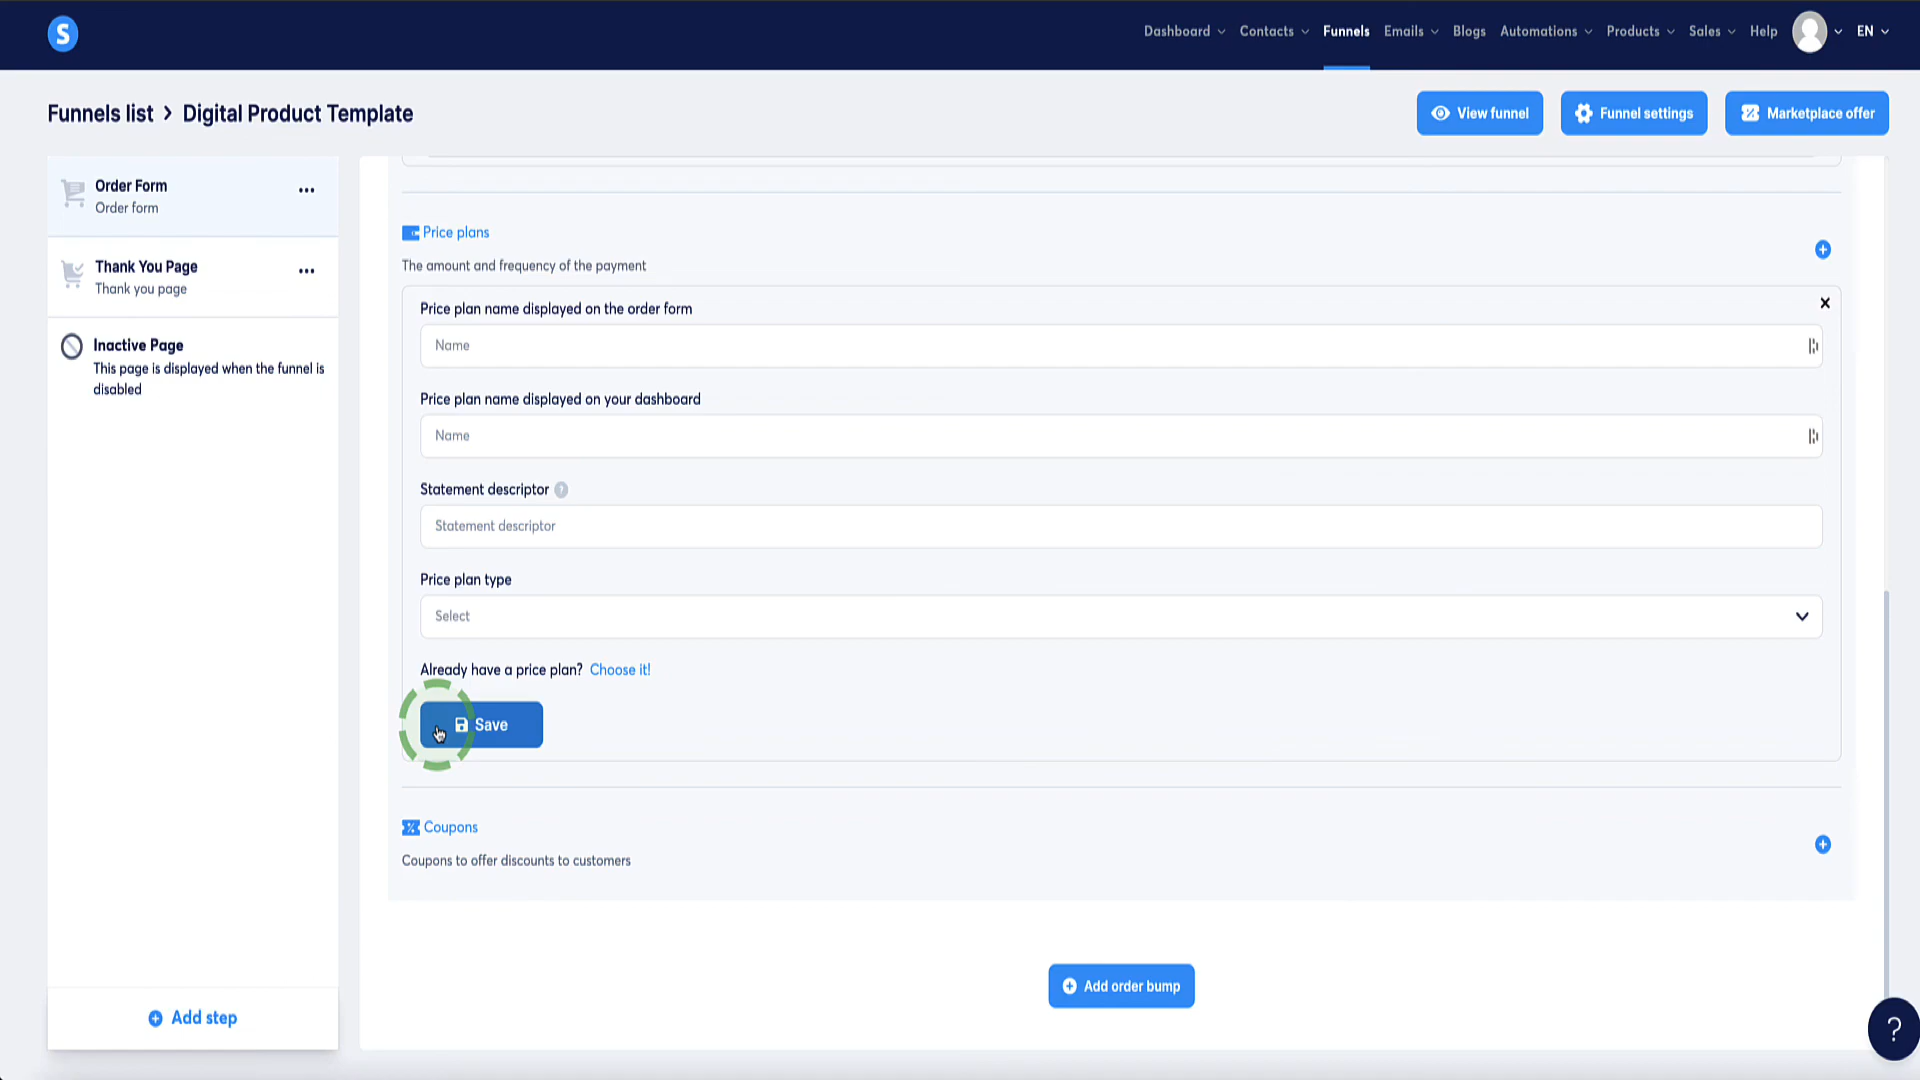 S
Dashboard
Contacts
Funnels
Emails
Blogs
Automations
Products
Sales
Help
EN
Funnels list > Digital Product Template
View funnel
Funnel settings
Marketplace offer
Order Form
Order form
Thank You Page
Thank you page
Inactive Page
This page is displayed when the funnel is
disabled
Add step
Price plans
The amount and frequency of the payment
Price plan name displayed on the order form
Name
Price plan name displayed on your dashboard
Name
Statement descriptor ?
Statement descriptor
Price plan type
Select
Already have a price plan? Choose it!
Save
Coupons
Coupons to offer discounts to customers
Add order bump
?